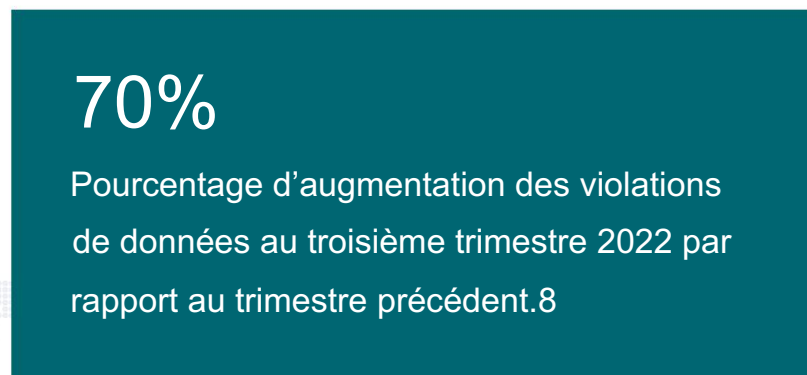 70%
Pourcentage d’augmentation des violations
de données au troisième trimestre 2022 par
rapport au trimestre précédent.8